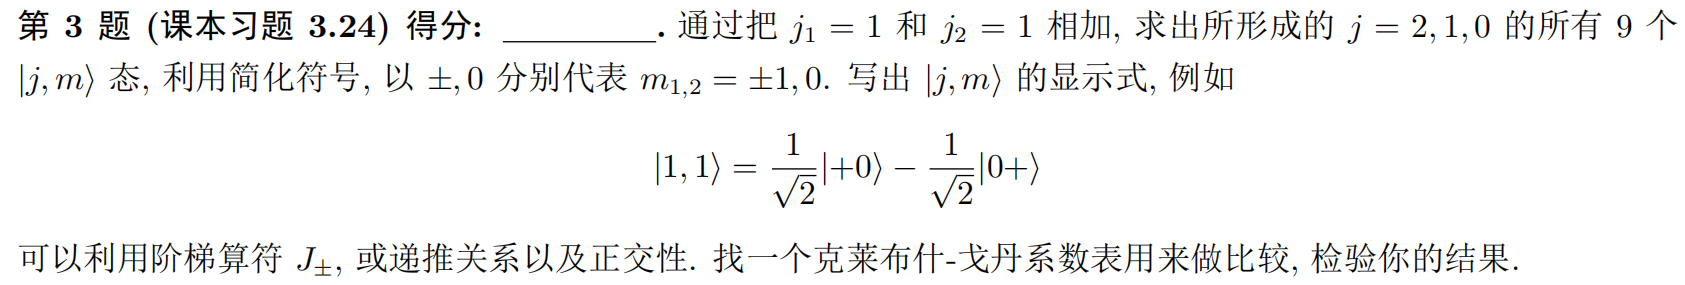 第 3 题 (课本习题 3.24) 得分: ________. 通过把 j₁ = 1 和 j₂ = 1 相加, 求出所形成的 j = 2, 1, 0 的所有 9 个
|j, m⟩ 态, 利用简化符号, 以 ±, 0 分别代表 m₁,₂ = ±1, 0. 写出 |j, m⟩ 的显示式, 例如
|1, 1⟩ = \frac{1}{\sqrt{2}}|+0⟩ − \frac{1}{\sqrt{2}}|0+⟩
可以利用阶梯算符 J±, 或递推关系以及正交性. 找一个克莱布什-戈丹系数表用来做比较, 检验你的结果.